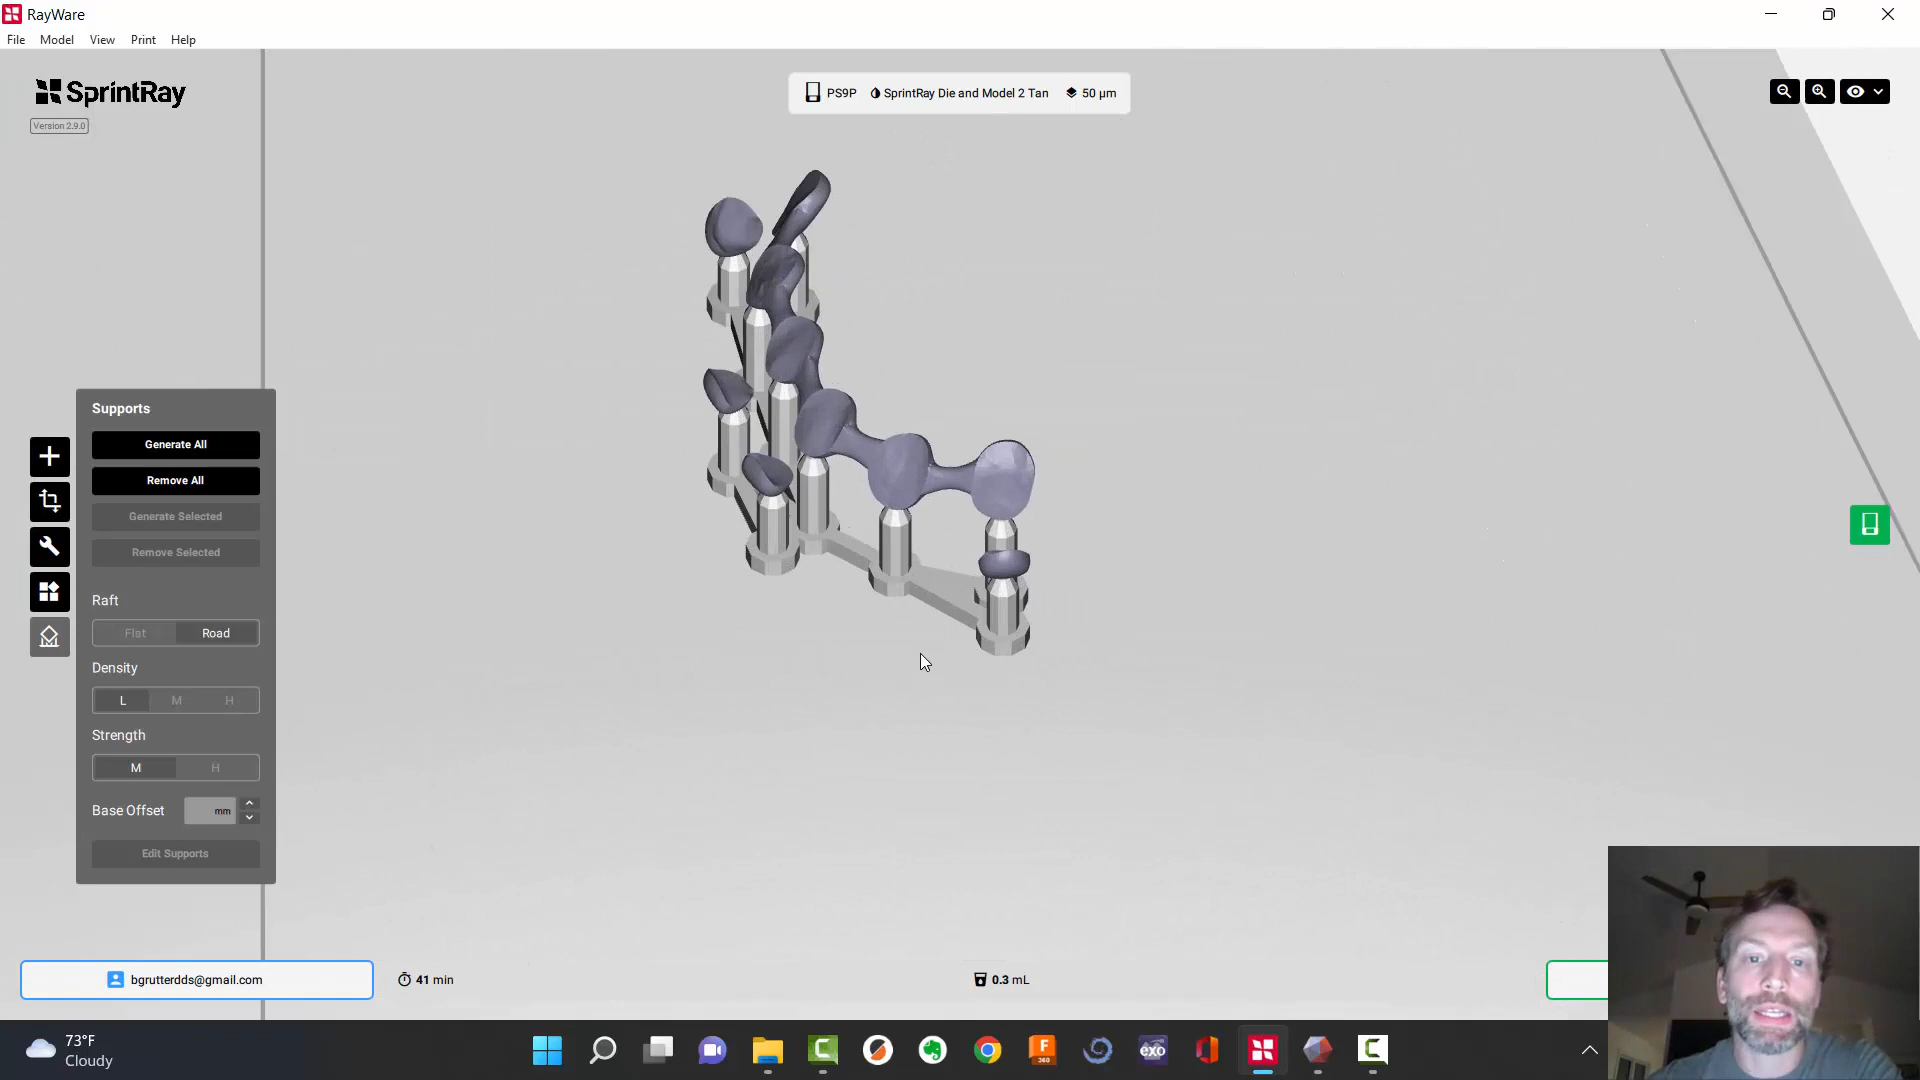 RayWare
File Model View Print Help
SprintRay
Version 2.9.0
PS9P SprintRay Die and Model 2 Tan 50 µm
Supports
Generate All
Remove All
Generate Selected
Remove Selected
Raft
Flat Road
Density
L M H
Strength
M H
Base Offset mm
Edit Supports
bgrutterdds@gmail.com 41 min 0.3 mL
73°F
Cloudy
F
360
exo